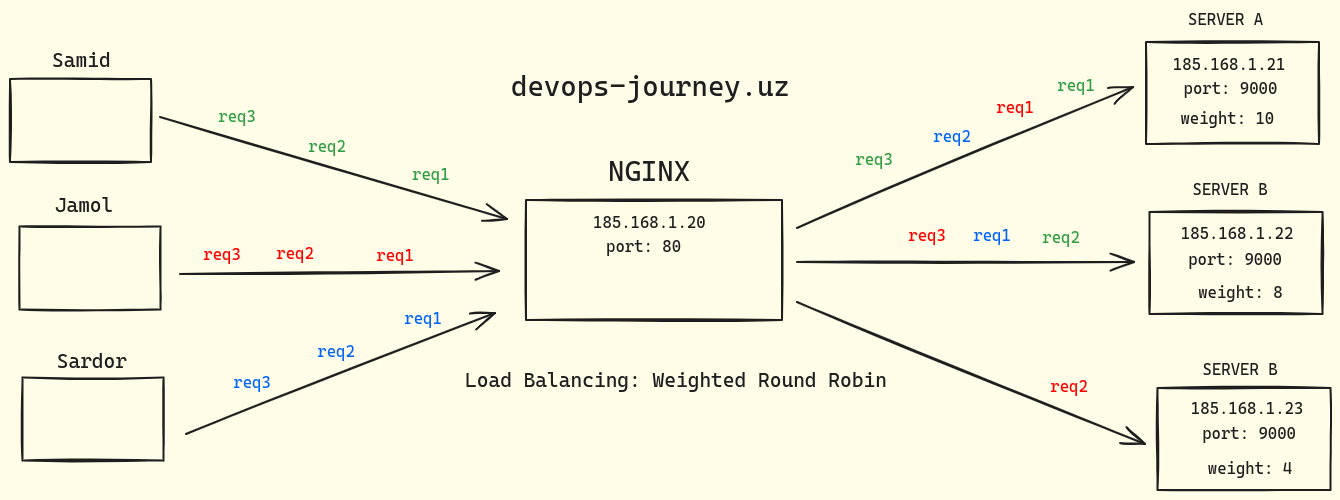 Samid
req3
req2
req1
Jamol
req3
req2
req1
Sardor
req1
req2
req3
devops-journey.uz
NGINX
185.168.1.20
port: 80
Load Balancing: Weighted Round Robin
req1
req1
req2
req3
req3
req1
req2
req2
SERVER A
185.168.1.21
port: 9000
weight: 10
SERVER B
185.168.1.22
port: 9000
weight: 8
SERVER B
185.168.1.23
port: 9000
weight: 4